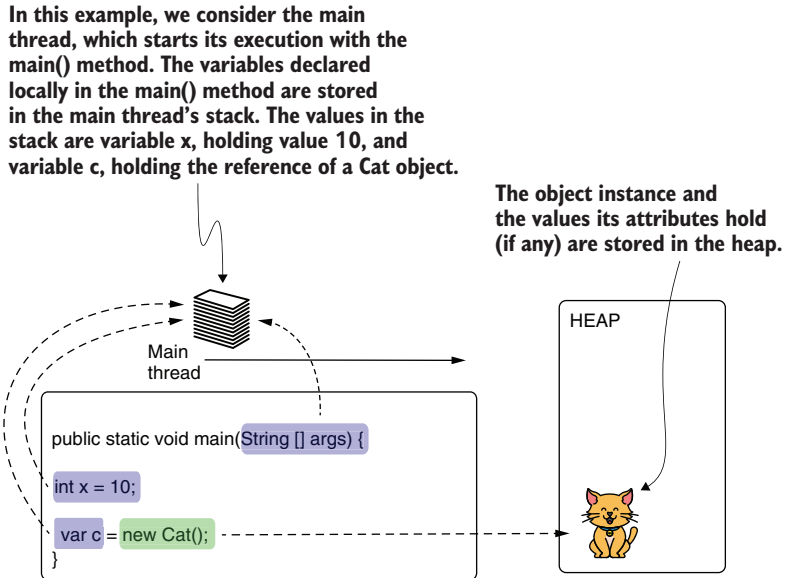 In this example, we consider the main
thread, which starts its execution with the
main() method. The variables declared
locally in the main() method are stored
in the main thread's stack. The values in the
stack are variable x, holding value 10, and
variable c, holding the reference of a Cat object.
The object instance and
the values its attributes hold
(if any) are stored in the heap.
HEAP
Main
thread
public static void main(String [] args) {
int x = 10;
var c = new Cat();
}